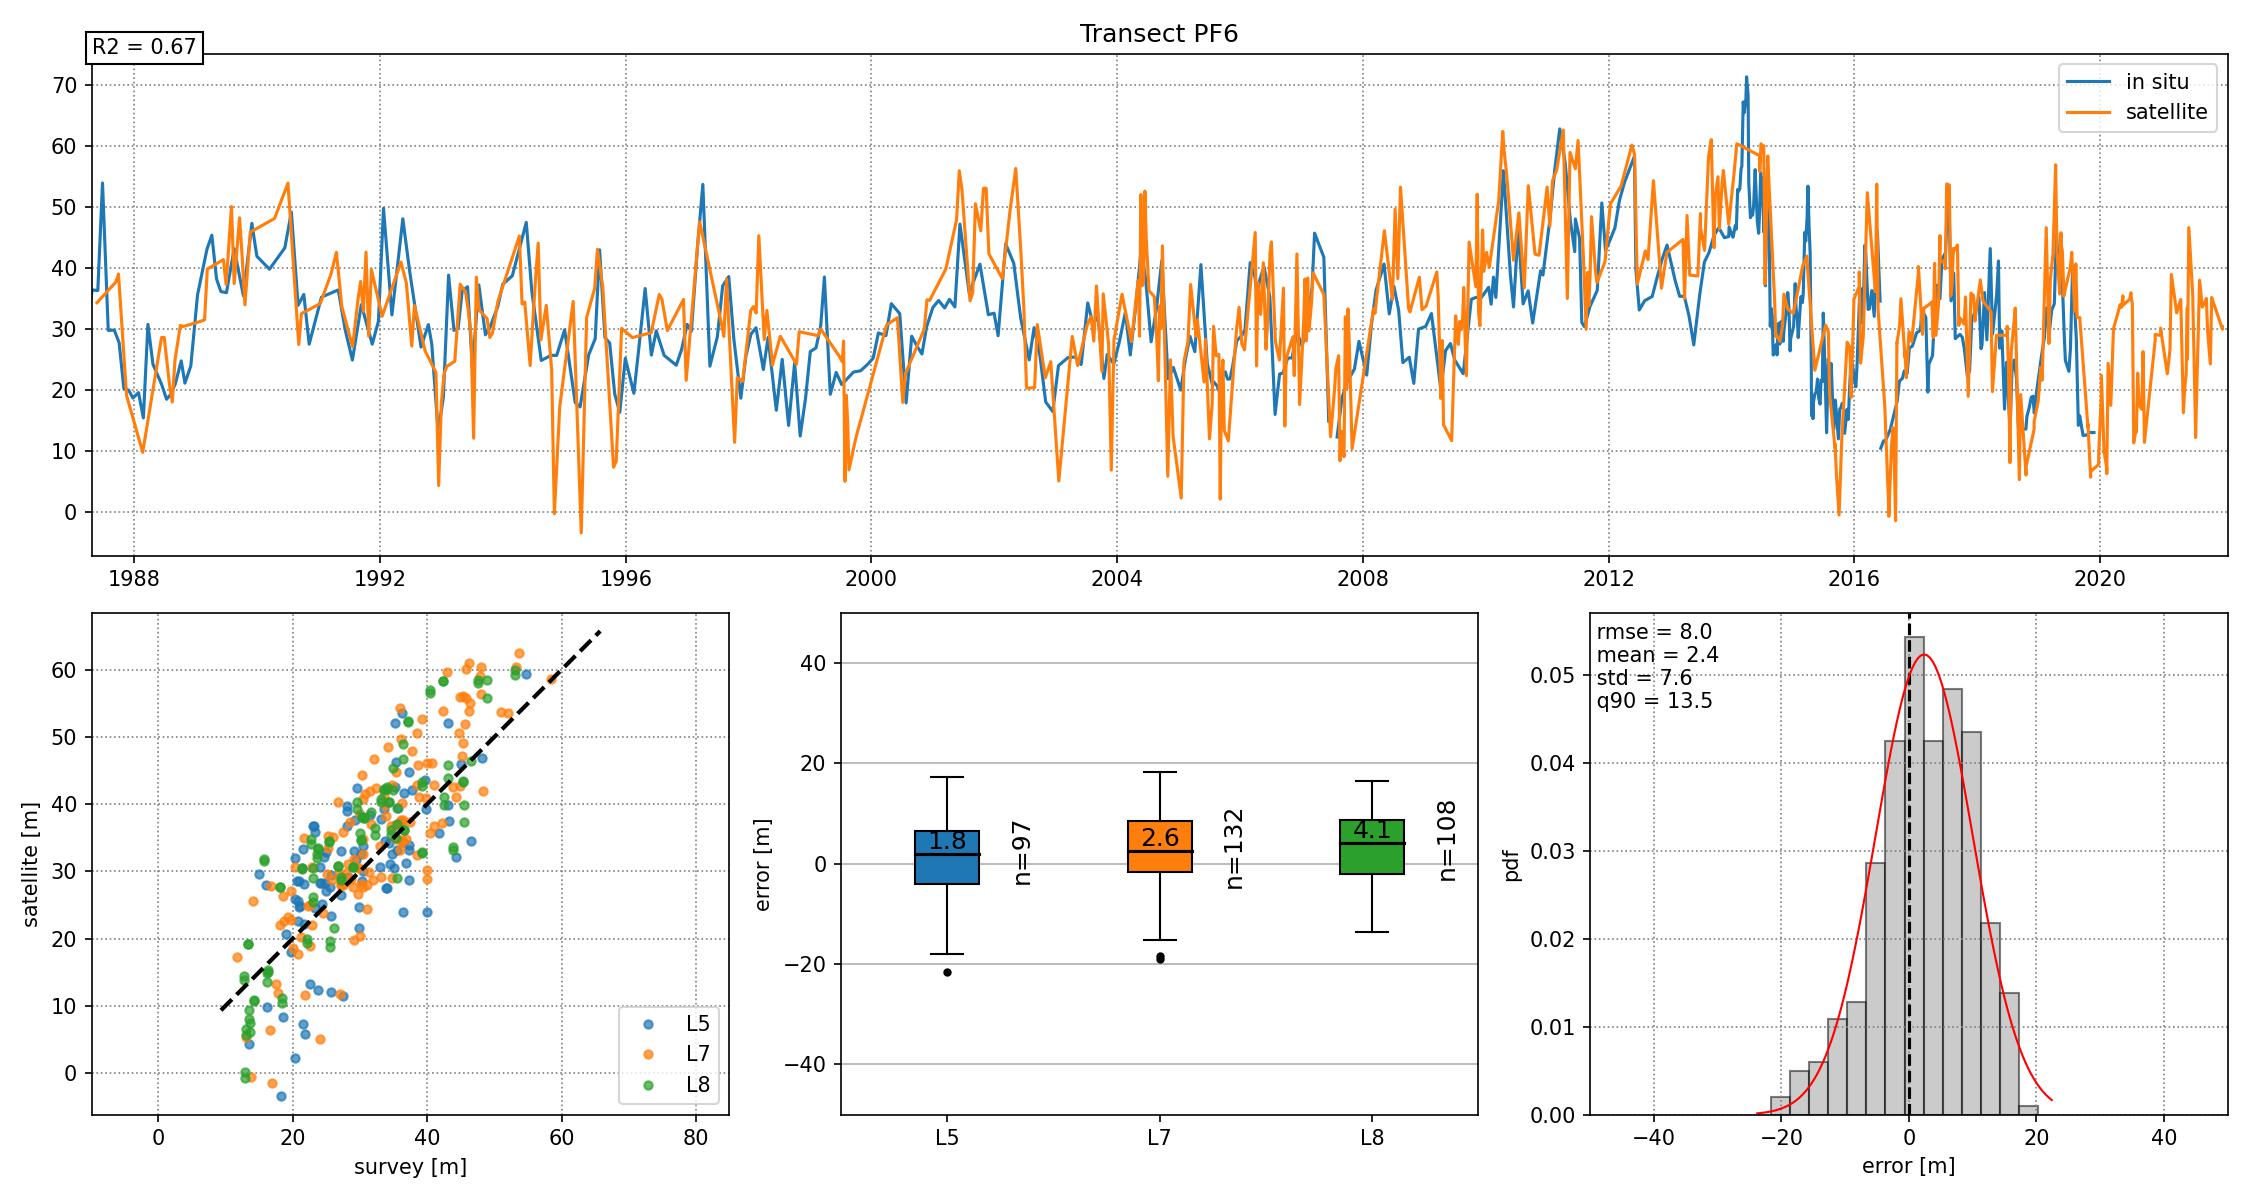 Transect PF6
R2 = 0.67
in situ
satellite
70
60
50
40
30
20
10
0
1988
1992
1996
2000
2004
2008
2012
2016
2020
satellite [m]
60
50
40
30
20
10
0
L5
L7
L8
0
20
40
60
80
survey [m]
error [m]
40
20
0
−20
−40
1.8
n=97
2.6
n=132
4.1
n=108
L5
L7
L8
pdf
rmse = 8.0
mean = 2.4
std = 7.6
q90 = 13.5
0.05
0.04
0.03
0.02
0.01
0.00
−40
−20
0
20
40
error [m]